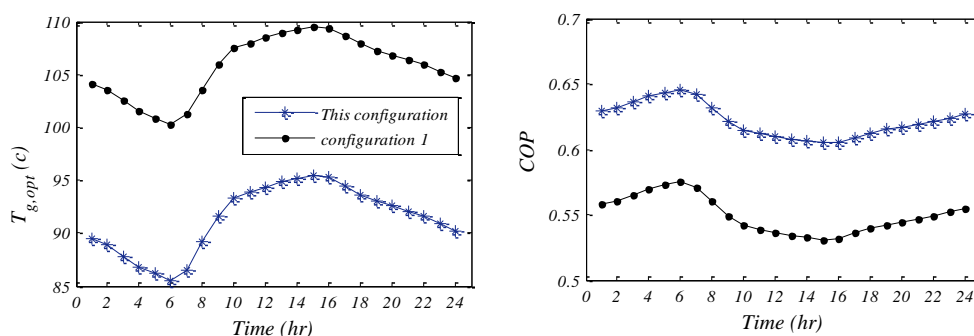 110
105
100
95
90
85
T g,opt (c)
This configuration
configuration 1
0 2 4 6 8 10 12 14 16 18 20 22 24
Time (hr)
0.7
0.65
0.6
0.55
0.5
COP
0 2 4 6 8 10 12 14 16 18 20 22 24
Time (hr)